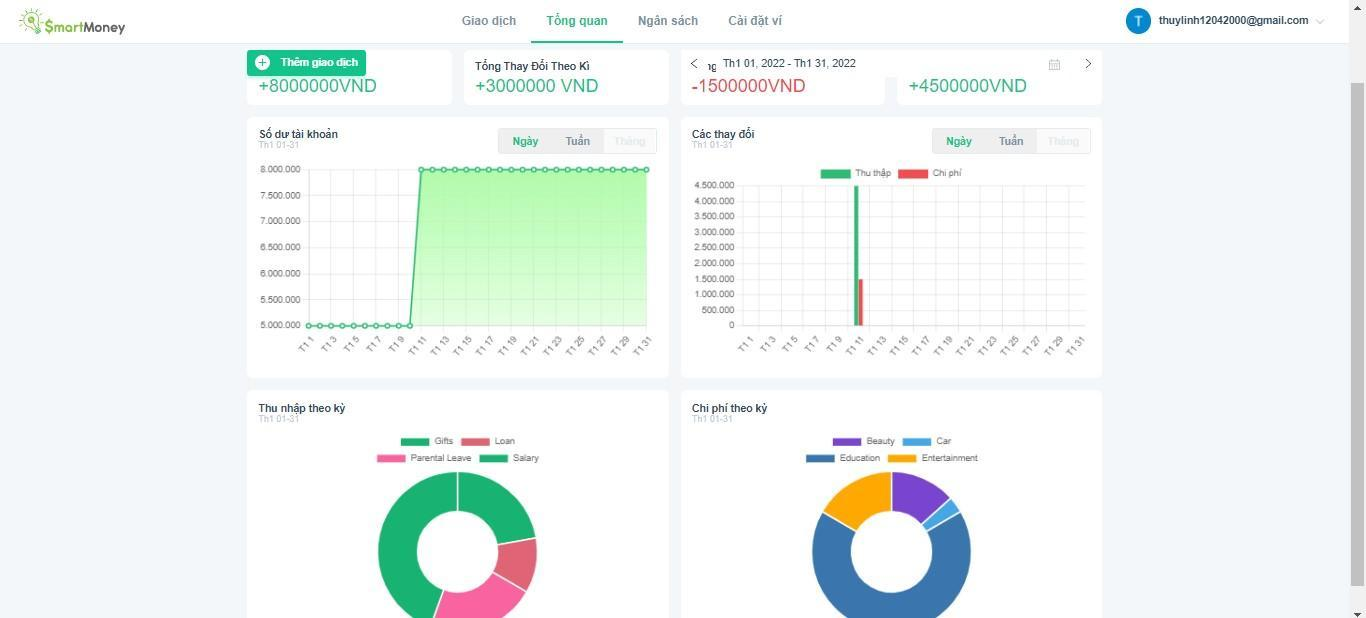 $martMoney
Giao dịch Tổng quan Ngân sách Cài đặt ví
T thuylinh12042000@gmail.com
Thêm giao dịch
+8000000VND
Tổng Thay Đổi Theo Kì
+3000000 VND
Th1 01, 2022 - Th1 31, 2022
-1500000VND
+4500000VND
Số dư tài khoản
Th1 01-31
Ngày Tuần Tháng
8.000.000
7.500.000
7.000.000
6.500.000
6.000.000
5.500.000
5.000.000
T1 1 T1 3 T1 5 T1 7 T1 9 T1 11 T1 13 T1 15 T1 17 T1 19 T1 21 T1 23 T1 25 T1 27 T1 29 T1 31
Các thay đổi
Th1 01-31
Ngày Tuần Tháng
Thu thập Chi phí
4.500.000
4.000.000
3.500.000
3.000.000
2.500.000
2.000.000
1.500.000
1.000.000
500.000
0
T1 1 T1 3 T1 5 T1 7 T1 9 T1 11 T1 13 T1 15 T1 17 T1 19 T1 21 T1 23 T1 25 T1 27 T1 29 T1 31
Thu nhập theo kỳ
Th1 01-31
Gifts Loan
Parental Leave Salary
Chi phí theo kỳ
Th1 01-31
Beauty Car
Education Entertainment